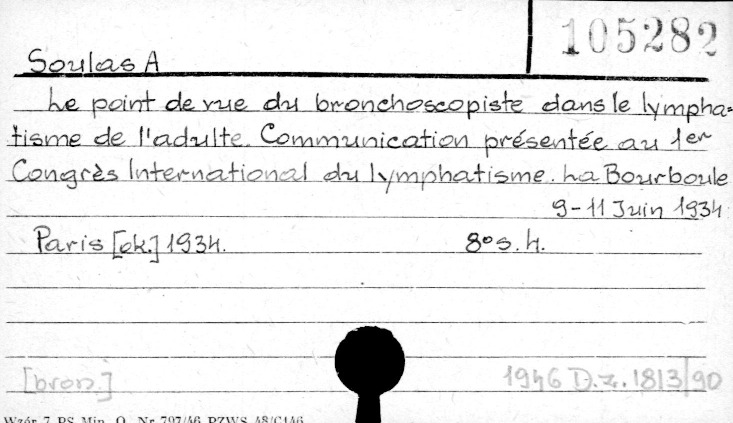 105282
Soulas A
Le point de vue du bronchoscopiste dans le lympha=
tisme de l'adulte. Communication présentée au 1er
Congrès International du lymphatisme. La Bourboule
9-11 Juin 1934
Paris [ok.] 1934. 8° s. 4.
[bron.] 1946 D.z. 1813/90
Wzór 7 PS Min. O. Nr 797/46 PZWS 48/C146